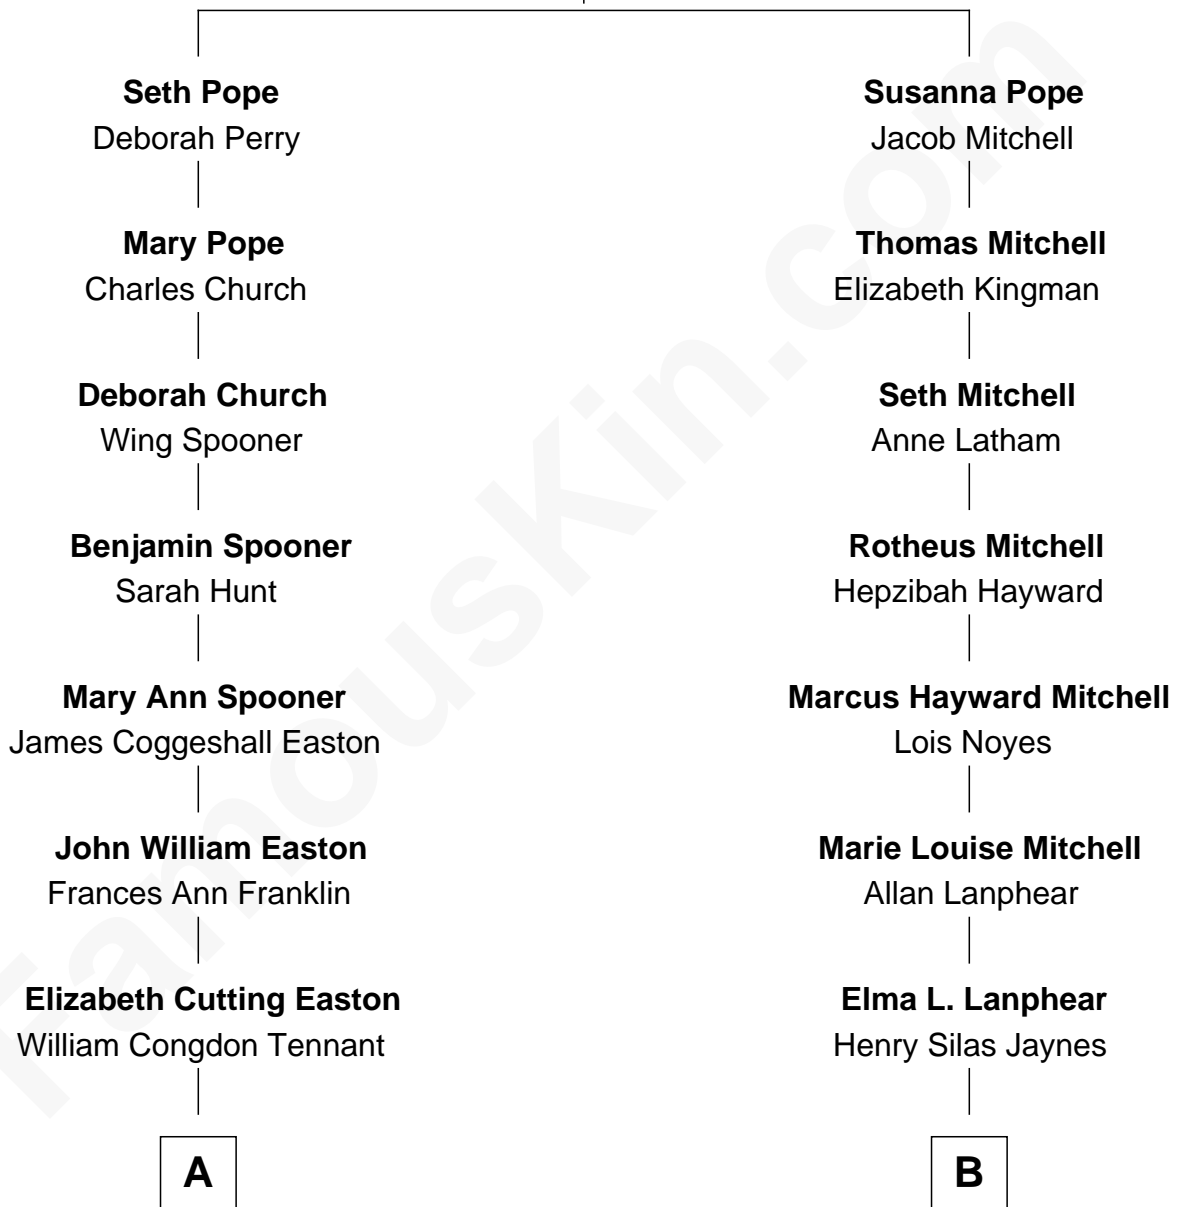 Seth Pope
Deborah Perry
Mary Pope
Charles Church
Deborah Church
Wing Spooner
Benjamin Spooner
Sarah Hunt
Mary Ann Spooner
James Coggeshall Easton
John William Easton
Frances Ann Franklin
Elizabeth Cutting Easton
William Congdon Tennant
A
Susanna Pope
Jacob Mitchell
Thomas Mitchell
Elizabeth Kingman
Seth Mitchell
Anne Latham
Rotheus Mitchell
Hepzibah Hayward
Marcus Hayward Mitchell
Lois Noyes
Marie Louise Mitchell
Allan Lanphear
Elma L. Lanphear
Henry Silas Jaynes
B
FamousKin.com